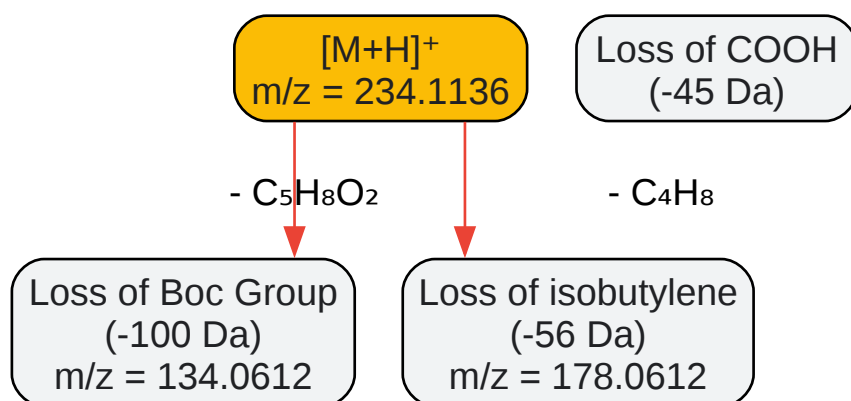 [M+H]⁺
m/z = 234.1136
Loss of COOH
(-45 Da)
- C₅H₈O₂
- C₄H₈
Loss of Boc Group
(-100 Da)
m/z = 134.0612
Loss of isobutylene
(-56 Da)
m/z = 178.0612